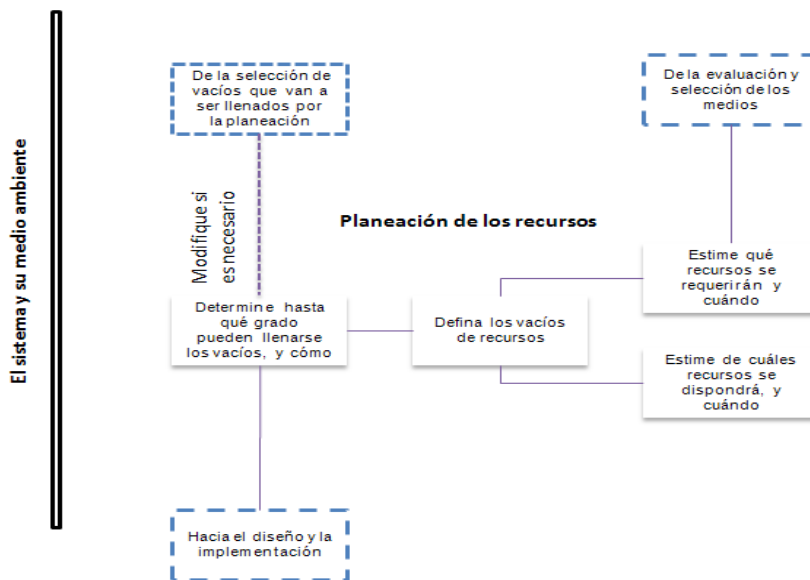 El sistema y su medio ambiente
De la selección de
vacíos que van a
ser llenados por
la planeación
De la evaluación y
selección de los
medios
Modifique si
es necesario
Planeación de los recursos
Determine hasta
qué grado
pueden llenarse
los vacíos, y cómo
Defina los vacíos
de recursos
Estime qué
recursos se
requerirán y
cuándo
Estime de cuáles
recursos se
dispondrá, y
cuándo
Hacia el diseño y la
implementación